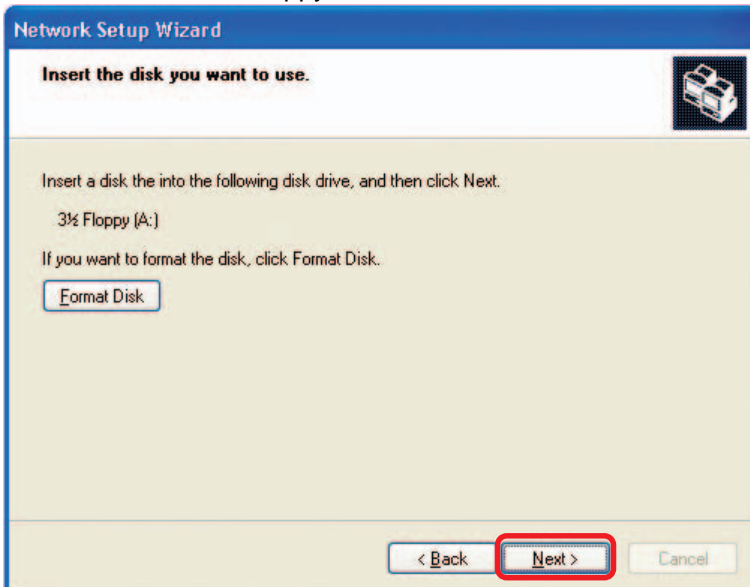 Network Setup Wizard
Insert the disk you want to use.
Insert a disk the into the following disk drive, and then click Next.
3½ Floppy (A:)
If you want to format the disk, click Format Disk.
Format Disk
< Back Next > Cancel